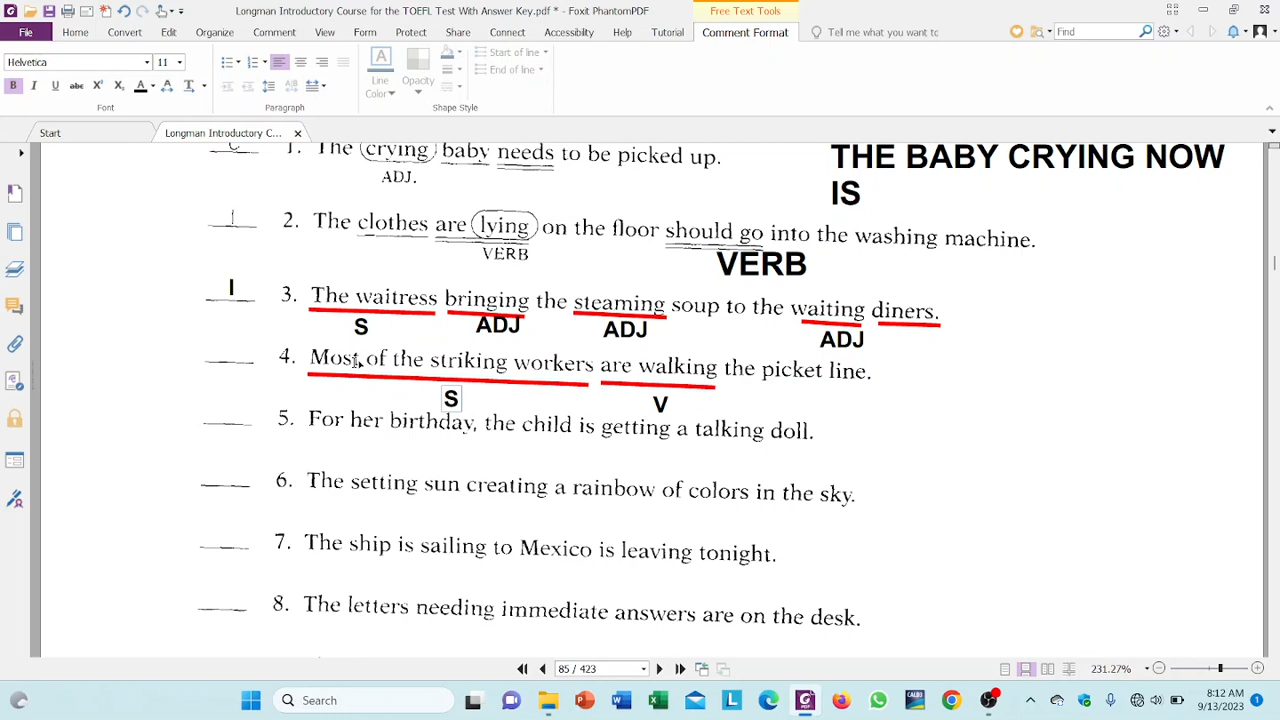 Longman Introductory Course for the TOEFL Test With Answer Key.pdf * - Foxit PhantomPDF
Free Text Tools
File Home Convert Edit Organize Comment View Form Protect Share Connect Accessibility Help Tutorial Comment Format Tell me what you want to Find
Helvetica 11
Line Color Opacity
Start of line
End of line
Font Paragraph Shape Style
Start Longman Introductory C...
C 1. The crying baby needs to be picked up.
ADJ.
THE BABY CRYING NOW
IS
I 2. The clothes are lying on the floor should go into the washing machine.
VERB
VERB
I 3. The waitress bringing the steaming soup to the waiting diners.
S ADJ ADJ ADJ
4. Most of the striking workers are walking the picket line.
S V
5. For her birthday, the child is getting a talking doll.
6. The setting sun creating a rainbow of colors in the sky.
7. The ship is sailing to Mexico is leaving tonight.
8. The letters needing immediate answers are on the desk.
85 / 423 231.27%
Search
8:12 AM
9/13/2023